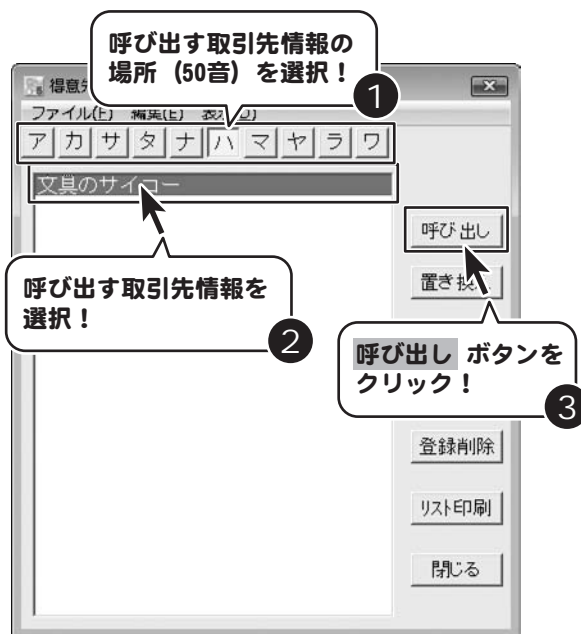 呼び出す取引先情報の
場所（50音）を選択！
1
得意先
ファイル(F) 編集(E) 表示(D)
ア カ サ タ ナ ハ マ ヤ ラ ワ
文具のサイコー
呼び出し
置き換え
呼び出す取引先情報を
選択！
2
呼び出し ボタンを
クリック！
3
登録削除
リスト印刷
閉じる